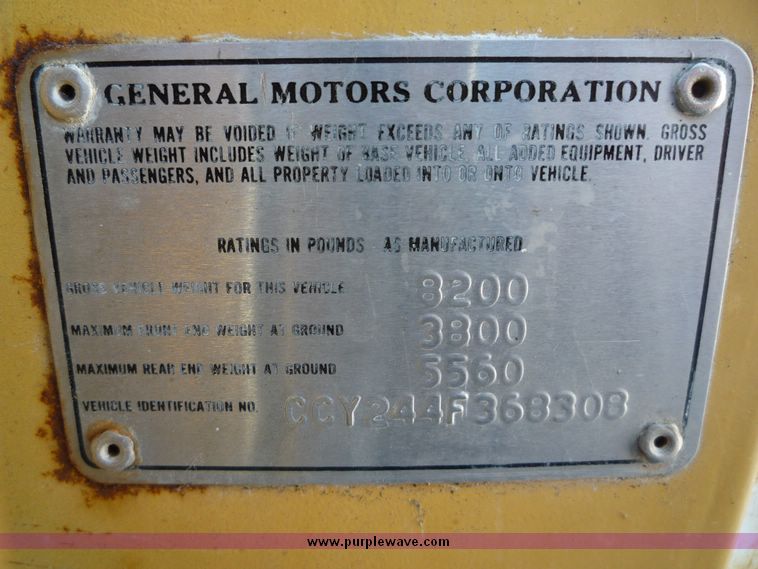 GENERAL MOTORS CORPORATION
WARRANTY MAY BE VOIDED IF WEIGHT EXCEEDS ANY OF RATINGS SHOWN. GROSS
VEHICLE WEIGHT INCLUDES WEIGHT OF BASE VEHICLE, ALL ADDED EQUIPMENT, DRIVER
AND PASSENGERS, AND ALL PROPERTY LOADED INTO OR ONTO VEHICLE.
RATINGS IN POUNDS AS MANUFACTURED
GROSS VEHICLE WEIGHT FOR THIS VEHICLE 8200
MAXIMUM FRONT END WEIGHT AT GROUND 3800
MAXIMUM REAR END WEIGHT AT GROUND 5560
VEHICLE IDENTIFICATION NO. CCY244F368308
www.purplewave.com